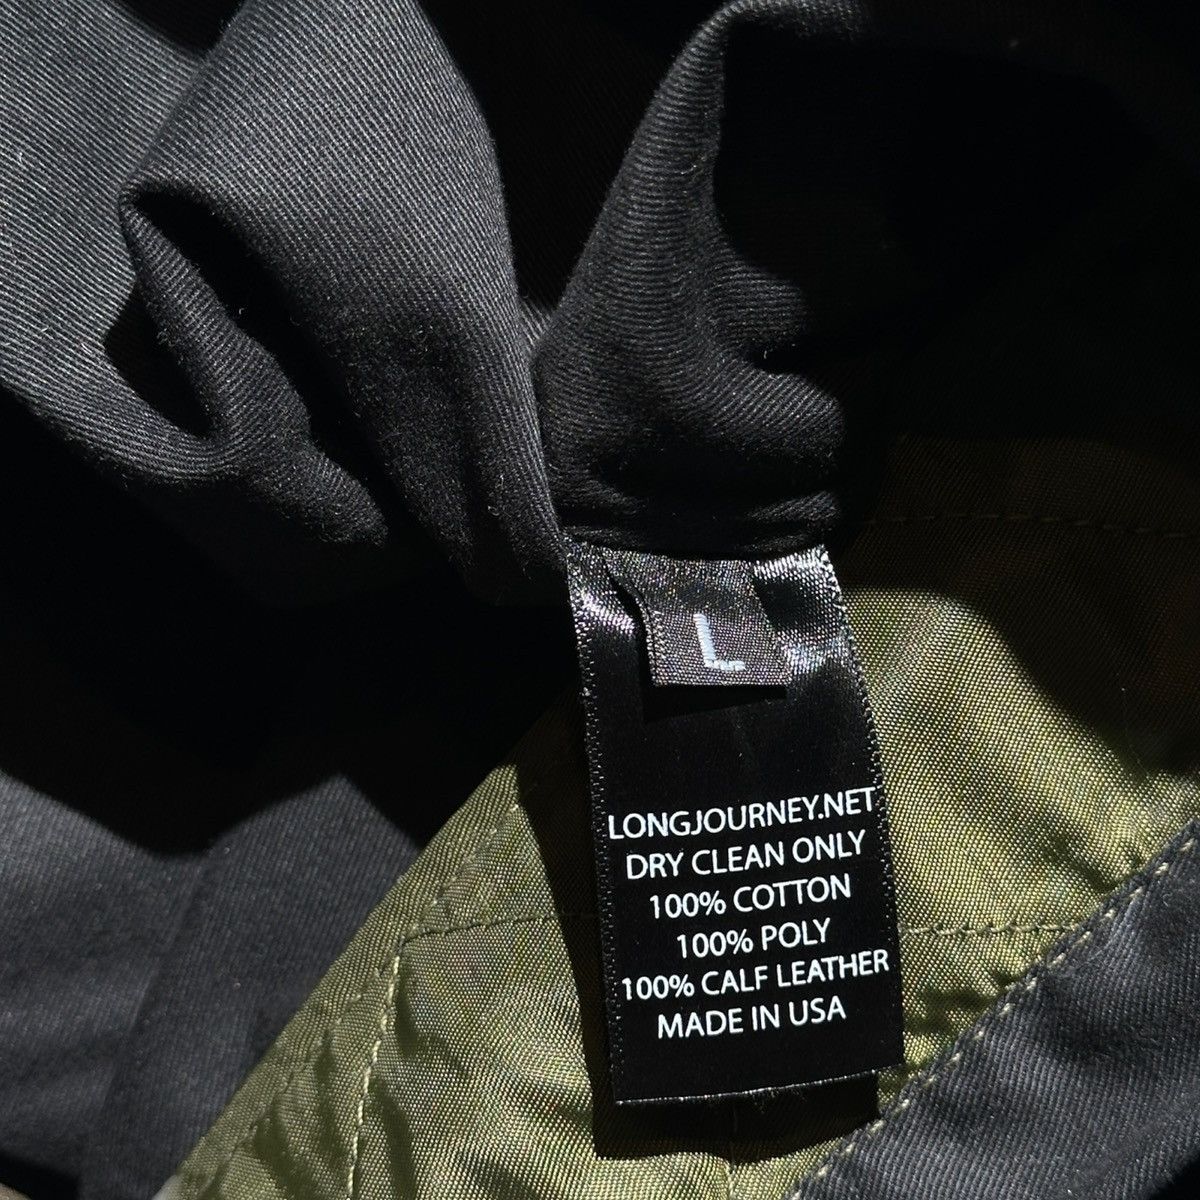 L
LONGJOURNEY.NET
DRY CLEAN ONLY
100% COTTON
100% POLY
100% CALF LEATHER
MADE IN USA